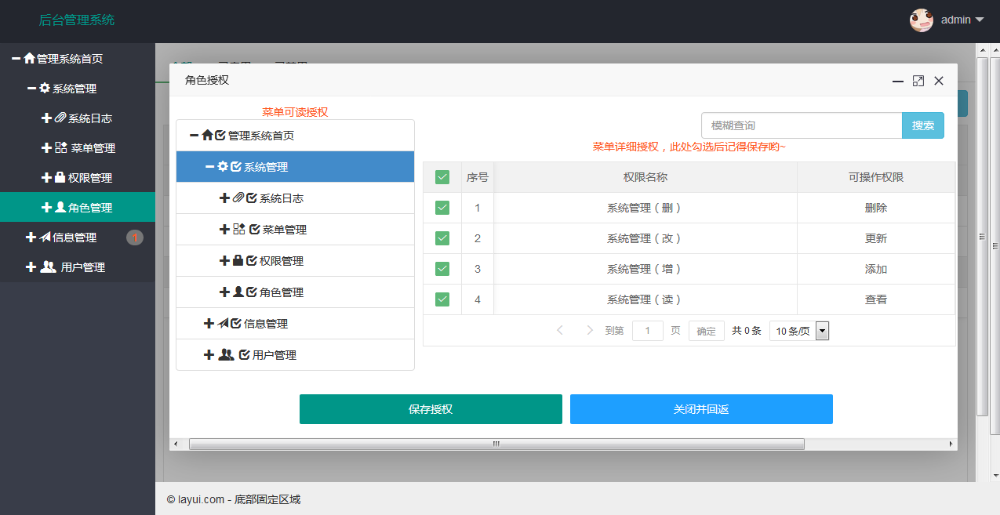 后台管理系统
admin
管理系统首页
系统管理
系统日志
菜单管理
权限管理
角色管理
信息管理 1
用户管理
角色授权
菜单可读授权
管理系统首页
系统管理
系统日志
菜单管理
权限管理
角色管理
信息管理
用户管理
模糊查询 搜索
菜单详细授权，此处勾选后记得保存哟~
序号 权限名称 可操作权限
1 系统管理（删） 删除
2 系统管理（改） 更新
3 系统管理（增） 添加
4 系统管理（读） 查看
到第 1 页 确定 共 0 条 10 条/页
保存授权 关闭并回返
© layui.com - 底部固定区域